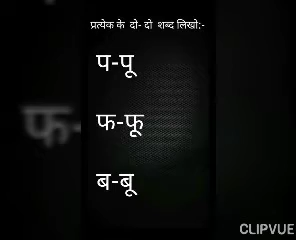 प्रत्येक के दो- दो शब्द लिखो:-
प-पू
फ-फू
ब-बू
CLIPVUE